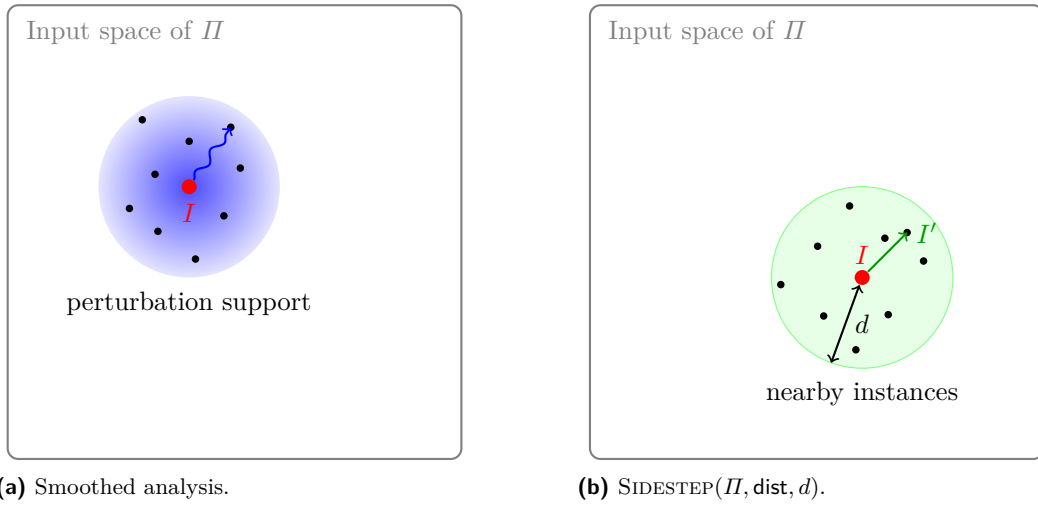 Input space of Π
I
perturbation support
(a) Smoothed analysis.
Input space of Π
I'
I
d
nearby instances
(b) SIDESTEP(Π, dist, d).